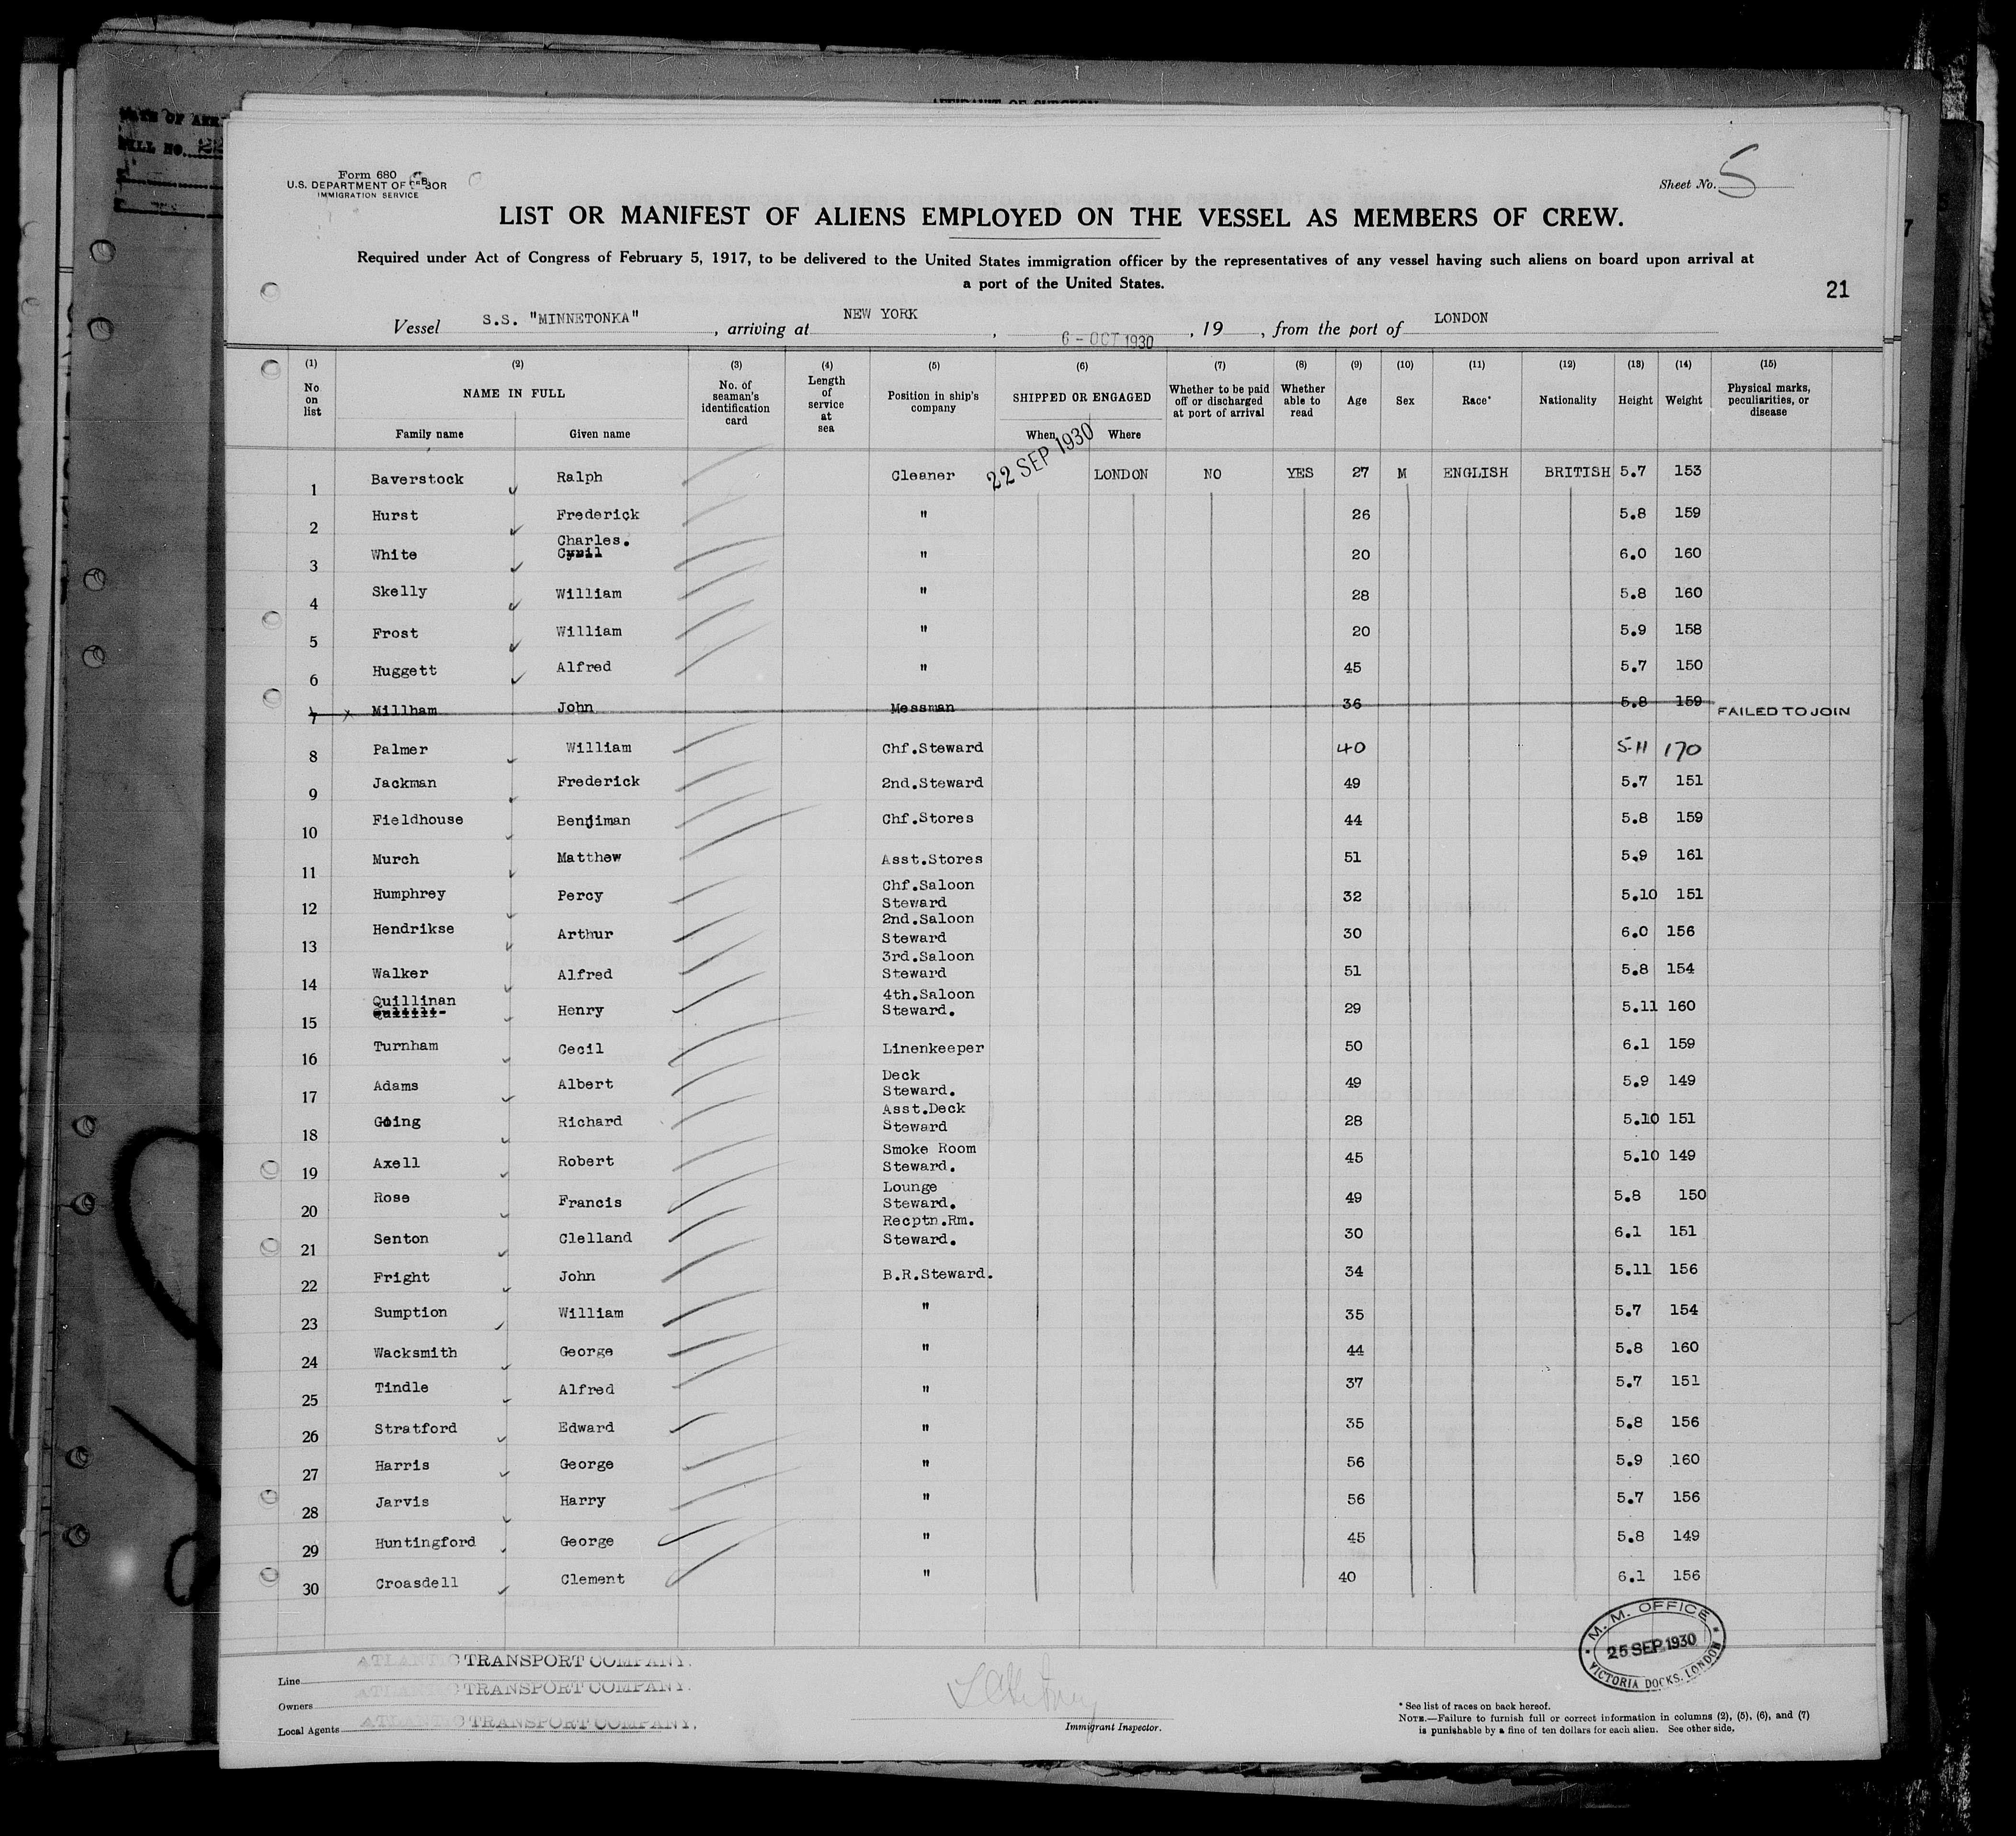 DATE OF ARR
BILL NO. 22
AFFIDAVIT OF SURGEON
Form 680
U.S. DEPARTMENT OF LABOR
IMMIGRATION SERVICE
Sheet No. 5
LIST OR MANIFEST OF ALIENS EMPLOYED ON THE VESSEL AS MEMBERS OF CREW.
Required under Act of Congress of February 5, 1917, to be delivered to the United States immigration officer by the representatives of any vessel having such aliens on board upon arrival at
a port of the United States.
21
Vessel S.S. "MINNETONKA", arriving at NEW YORK, 6 - OCT 1930, 19 , from the port of LONDON
(1) (2) (3) (4) (5) (6) (7) (8) (9) (10) (11) (12) (13) (14) (15)
No on list NAME IN FULL Family name Given name No. of seaman's identification card Length of service at sea Position in ship's company SHIPPED OR ENGAGED When Where Whether to be paid off or discharged at port of arrival Whether able to read Age Sex Race* Nationality Height Weight Physical marks, peculiarities, or disease
1 Baverstock Ralph Cleaner 22 SEP 1930 LONDON NO YES 27 M ENGLISH BRITISH 5.7 153
2 Hurst Frederick " 26 5.8 159
3 White Charles. Cyril " 20 6.0 160
4 Skelly William " 28 5.8 160
5 Frost William " 20 5.9 158
6 Huggett Alfred " 45 5.7 150
7 x Millham John Messman 36 5.8 159 FAILED TO JOIN
8 Palmer William Chf.Steward 40 5-11 170
9 Jackman Frederick 2nd.Steward 49 5.7 151
10 Fieldhouse Benjiman Chf.Stores 44 5.8 159
11 Murch Matthew Asst.Stores 51 5.9 161
12 Humphrey Percy Chf.Saloon Steward 32 5.10 151
13 Hendrikse Arthur 2nd.Saloon Steward 30 6.0 156
14 Walker Alfred 3rd.Saloon Steward 51 5.8 154
15 Quillinan Henry 4th.Saloon Steward. 29 5.11 160
16 Turnham Cecil Linenkeeper 50 6.1 159
17 Adams Albert Deck Steward. 49 5.9 149
18 Going Richard Asst.Deck Steward 28 5.10 151
19 Axell Robert Smoke Room Steward. 45 5.10 149
20 Rose Francis Lounge Steward. 49 5.8 150
21 Senton Clelland Recptn.Rm. Steward. 30 6.1 151
22 Fright John B.R.Steward. 34 5.11 156
23 Sumption William " 35 5.7 154
24 Wacksmith George " 44 5.8 160
25 Tindle Alfred " 37 5.7 151
26 Stratford Edward " 35 5.8 156
27 Harris George " 56 5.9 160
28 Jarvis Harry " 56 5.7 156
29 Huntingford George " 45 5.8 149
30 Croasdell Clement " 40 6.1 156
M.M. OFFICE
25 SEP 1930
VICTORIA DOCKS, LONDON
Line ATLANTIC TRANSPORT COMPANY.
Owners ATLANTIC TRANSPORT COMPANY.
Local Agents ATLANTIC TRANSPORT COMPANY.
Immigrant Inspector.
* See list of races on back hereof.
NOTE.—Failure to furnish full or correct information in columns (2), (5), (6), and (7)
is punishable by a fine of ten dollars for each alien. See other side.